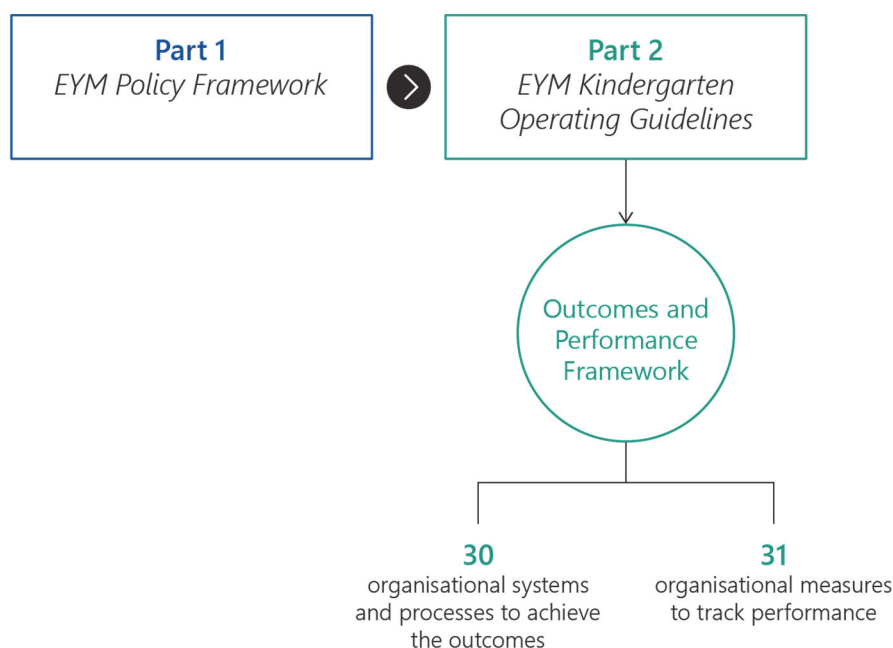 Part 1
EYM Policy Framework
Part 2
EYM Kindergarten
Operating Guidelines
Outcomes and
Performance
Framework
30
organisational systems
and processes to achieve
the outcomes
31
organisational measures
to track performance